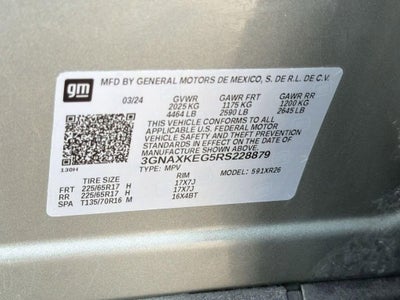 gm
MFD BY GENERAL MOTORS DE MEXICO, S. DE R.L. DE C.V.
03/24 GVWR GAWR FRT GAWR RR
2025 KG 1175 KG 1200 KG
4464 LB 2590 LB 2645 LB
THIS VEHICLE CONFORMS TO ALL
APPLICABLE U.S. FEDERAL MOTOR
VEHICLE SAFETY AND THEFT PREVENTION
STANDARDS IN EFFECT ON THE DATE OF
MANUFACTURE SHOWN ABOVE.
3GNAXKEG5RS228879
130H TYPE: MPV MODEL: 591XR26
TIRE SIZE RIM
FRT 225/65R17 H 17X7J
RR 225/65R17 H 17X7J
SPA T135/70R16 M 16X4BT